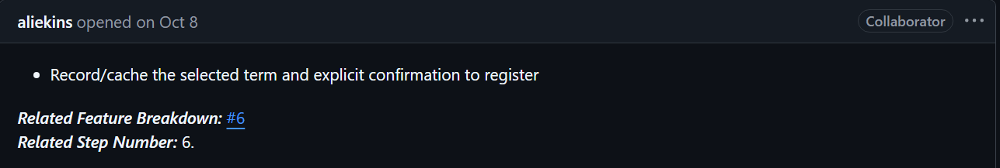 aliekins opened on Oct 8
Collaborator
Record/cache the selected term and explicit confirmation to register
Related Feature Breakdown: #6
Related Step Number: 6.